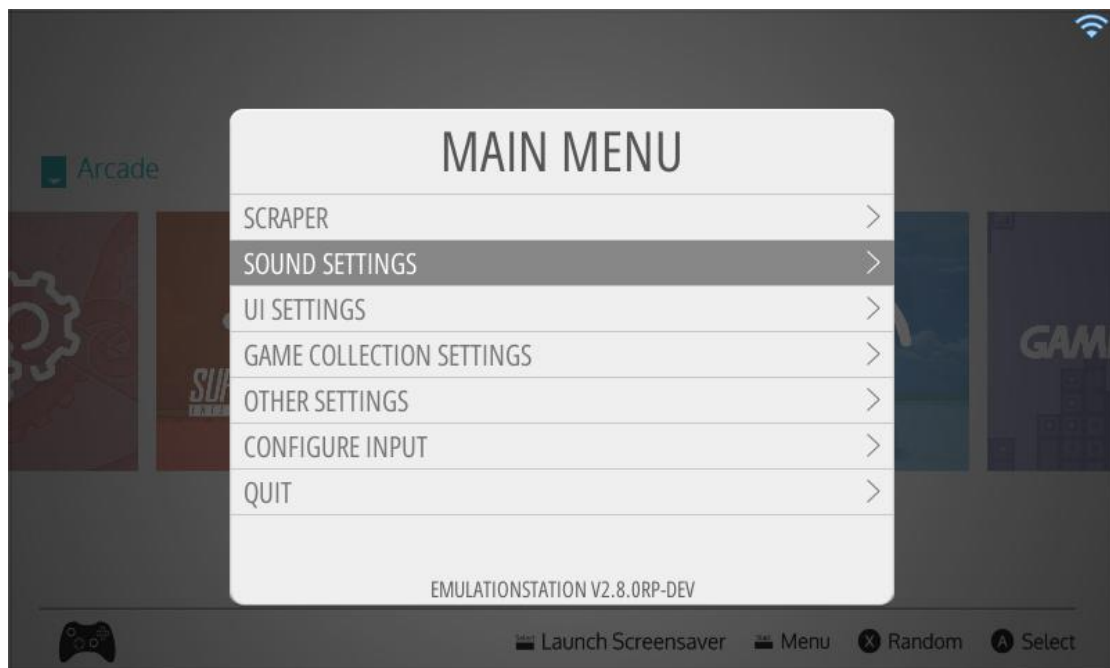 Arcade
MAIN MENU
SCRAPER
SOUND SETTINGS
UI SETTINGS
GAME COLLECTION SETTINGS
OTHER SETTINGS
CONFIGURE INPUT
QUIT
EMULATIONSTATION V2.8.0RP-DEV
Launch Screensaver
Menu
X Random
A Select